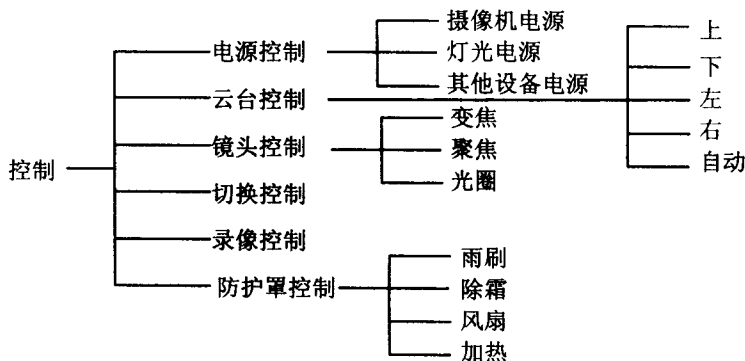 控制
电源控制
摄像机电源
灯光电源
其他设备电源
云台控制
上
下
左
右
自动
镜头控制
变焦
聚焦
光圈
切换控制
录像控制
防护罩控制
雨刷
除霜
风扇
加热